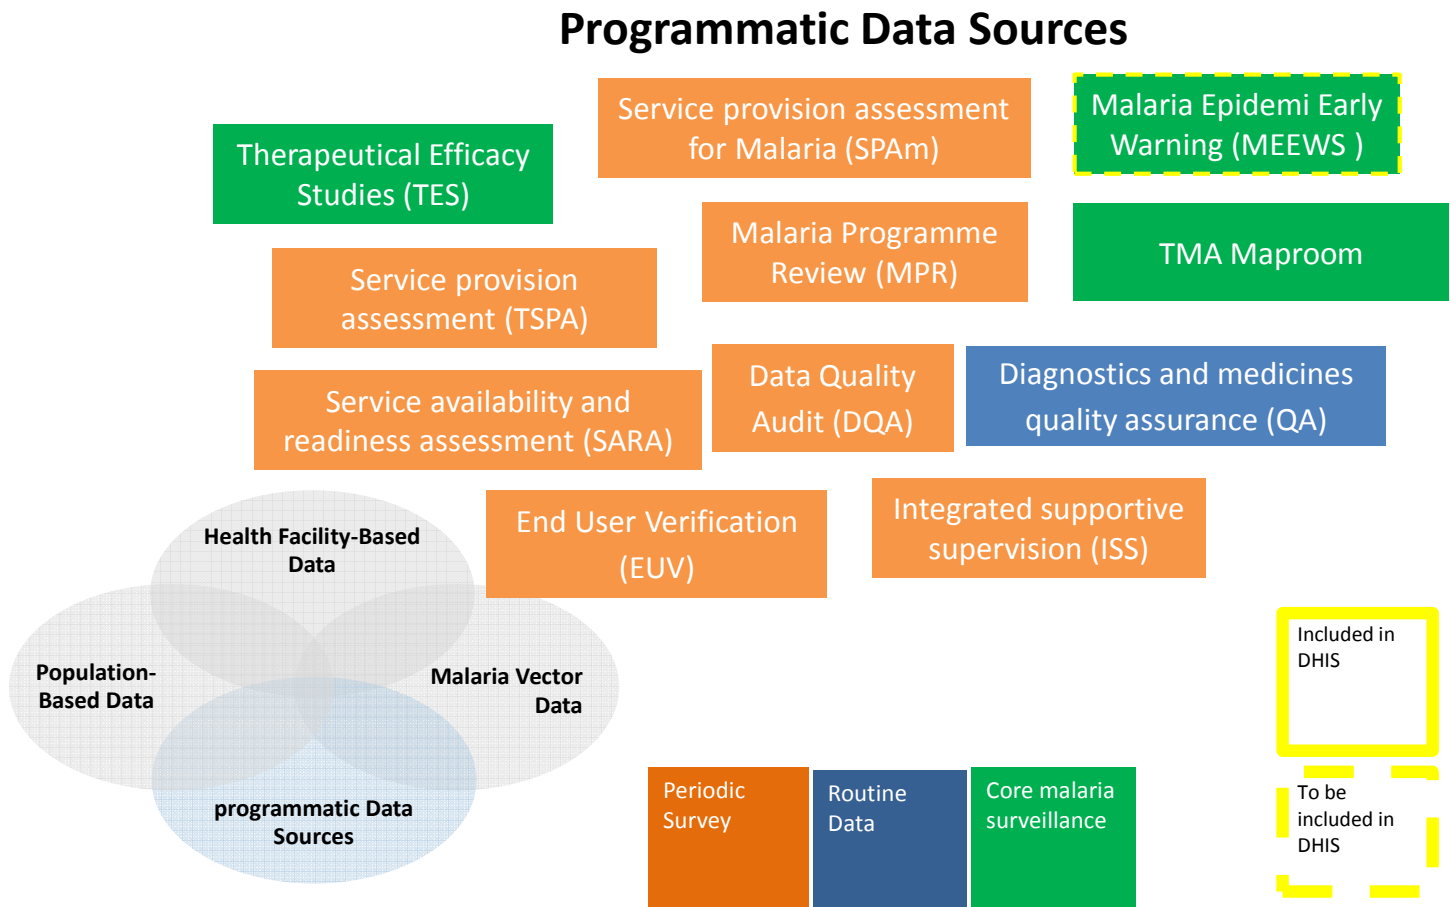 Programmatic Data Sources
Service provision assessment
for Malaria (SPAm)
Malaria Epidemi Early
Warning (MEEWS )
Therapeutical Efficacy
Studies (TES)
Malaria Programme
Review (MPR)
TMA Maproom
Service provision
assessment (TSPA)
Data Quality
Audit (DQA)
Diagnostics and medicines
quality assurance (QA)
Service availability and
readiness assessment (SARA)
End User Verification
(EUV)
Integrated supportive
supervision (ISS)
Health Facility-Based
Data
Population-
Based Data
Malaria Vector
Data
programmatic Data
Sources
Included in
DHIS
Periodic
Survey
Routine
Data
Core malaria
surveillance
To be
included in
DHIS